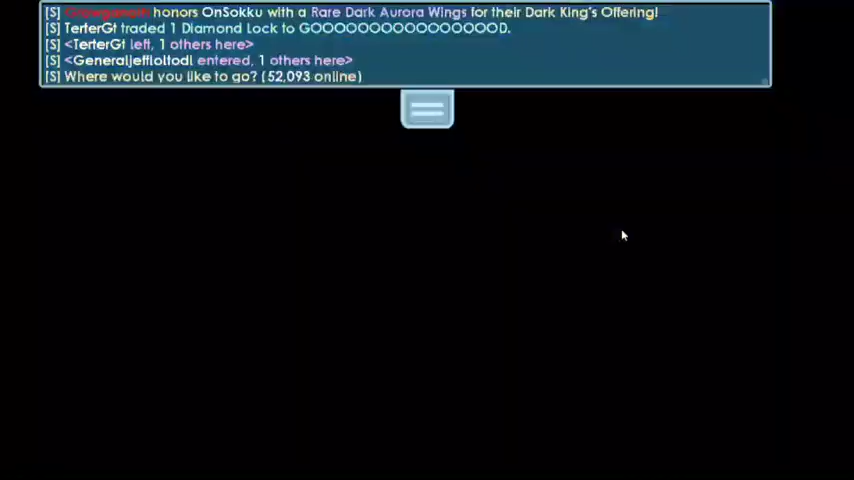 [S] honors OnSokku with a Rare Dark Aurora Wings for their Dark King's Offering!
[S] TerferGt traded 1 Diamond Lock to GOOOOOOOOOOOOOOOOD.
[S] <TerferGt left, 1 others here>
[S] <Generaljeffloltodl entered, 1 others here>
[S] Where would you like to go? (52,093 online)